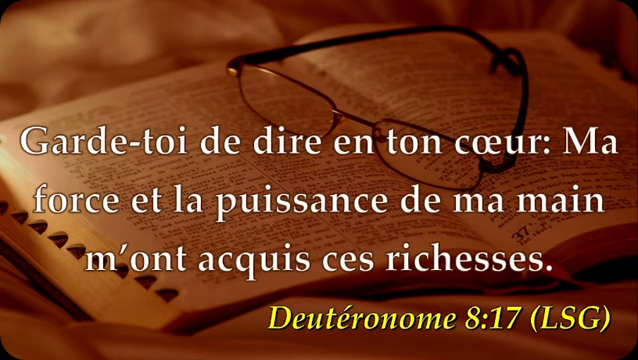 Garde-toi de dire en ton cœur: Ma
force et la puissance de ma main
m’ont acquis ces richesses.
Deutéronome 8:17 (LSG)